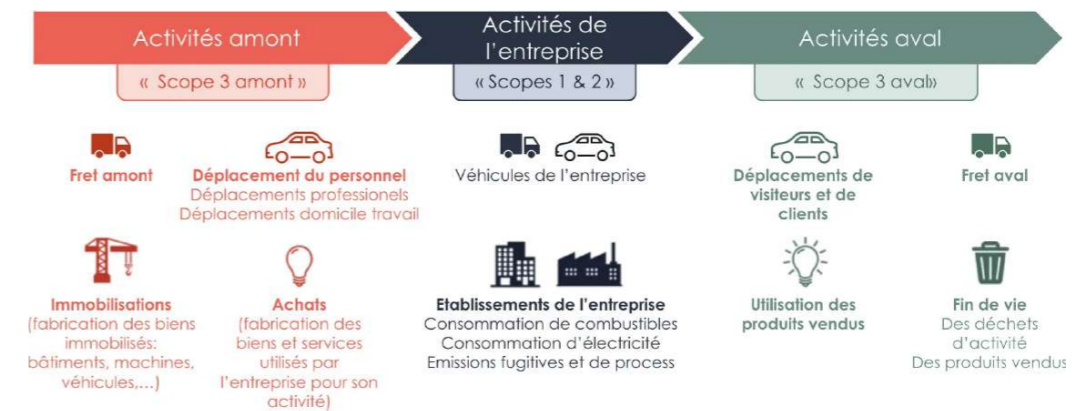 Activités amont
Activités de
l'entreprise
Activités aval
« Scope 3 amont »
« Scopes 1 & 2 »
« Scope 3 aval»
Fret amont
Déplacement du personnel
Déplacements professionels
Déplacements domicile travail
Véhicules de l'entreprise
Déplacements de
visiteurs et de
clients
Fret aval
Immobilisations
(fabrication des biens
immobilisés:
bâtiments, machines,
véhicules,...)
Achats
(fabrication des
biens et services
utilisés par
l'entreprise pour son
activité)
Etablissements de l'entreprise
Consommation de combustibles
Consommation d'électricité
Emissions fugitives et de process
Utilisation des
produits vendus
Fin de vie
Des déchets
d'activité
Des produits vendus